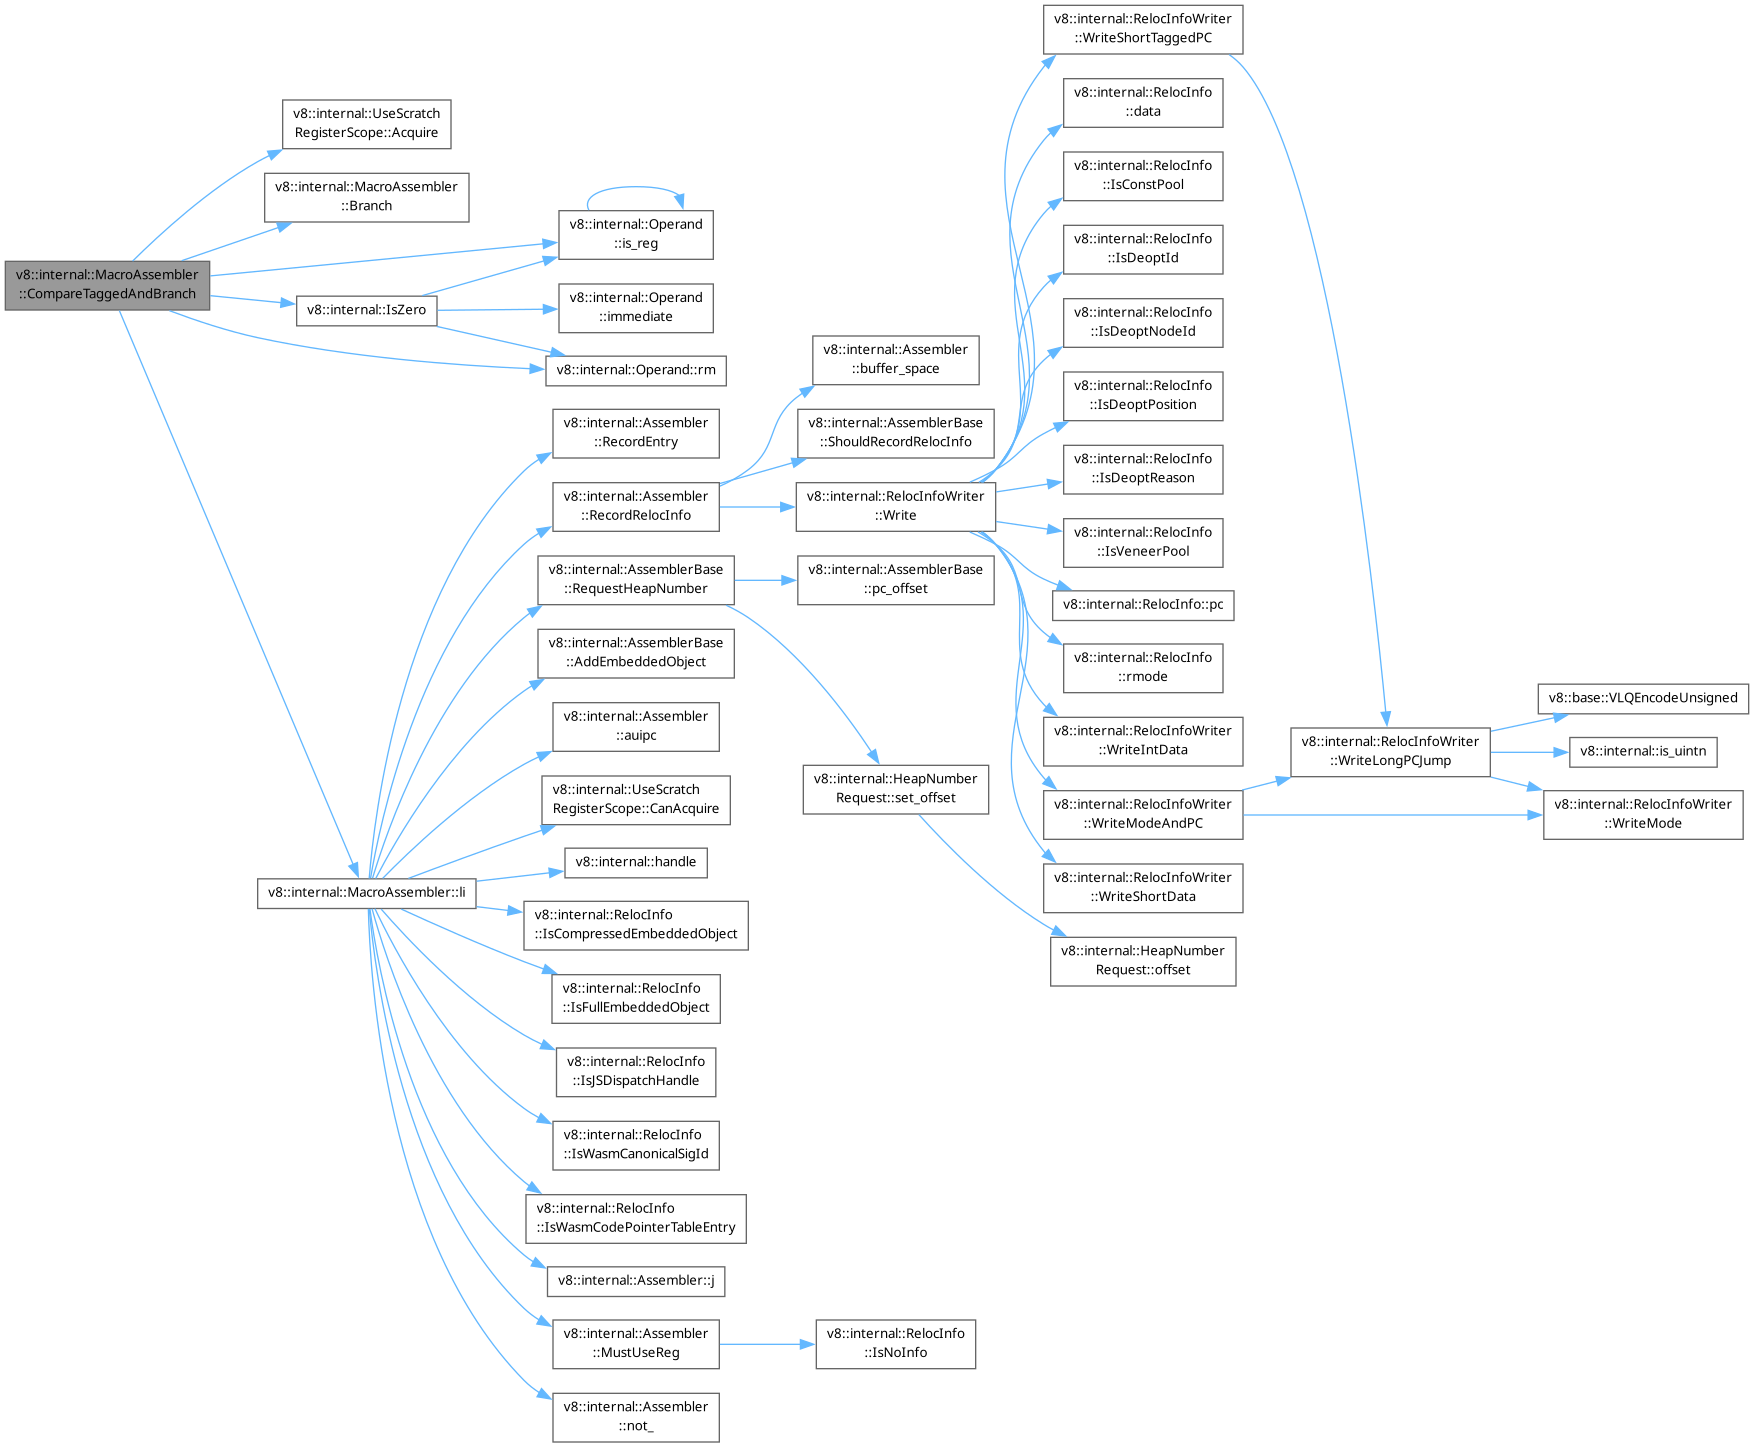 v8::internal::MacroAssembler
::CompareTaggedAndBranch
v8::internal::UseScratch
RegisterScope::Acquire
v8::internal::MacroAssembler
::Branch
v8::internal::IsZero
v8::internal::MacroAssembler::li
v8::internal::Operand
::is_reg
v8::internal::Operand
::immediate
v8::internal::Operand::rm
v8::internal::Assembler
::RecordEntry
v8::internal::Assembler
::RecordRelocInfo
v8::internal::AssemblerBase
::RequestHeapNumber
v8::internal::AssemblerBase
::AddEmbeddedObject
v8::internal::Assembler
::auipc
v8::internal::UseScratch
RegisterScope::CanAcquire
v8::internal::handle
v8::internal::RelocInfo
::IsCompressedEmbeddedObject
v8::internal::RelocInfo
::IsFullEmbeddedObject
v8::internal::RelocInfo
::IsJSDispatchHandle
v8::internal::RelocInfo
::IsWasmCanonicalSigId
v8::internal::RelocInfo
::IsWasmCodePointerTableEntry
v8::internal::Assembler::j
v8::internal::Assembler
::MustUseReg
v8::internal::Assembler
::not_
v8::internal::Assembler
::buffer_space
v8::internal::AssemblerBase
::ShouldRecordRelocInfo
v8::internal::RelocInfoWriter
::Write
v8::internal::AssemblerBase
::pc_offset
v8::internal::HeapNumber
Request::set_offset
v8::internal::RelocInfo
::IsNoInfo
v8::internal::RelocInfoWriter
::WriteShortTaggedPC
v8::internal::RelocInfo
::data
v8::internal::RelocInfo
::IsConstPool
v8::internal::RelocInfo
::IsDeoptId
v8::internal::RelocInfo
::IsDeoptNodeId
v8::internal::RelocInfo
::IsDeoptPosition
v8::internal::RelocInfo
::IsDeoptReason
v8::internal::RelocInfo
::IsVeneerPool
v8::internal::RelocInfo::pc
v8::internal::RelocInfo
::rmode
v8::internal::RelocInfoWriter
::WriteIntData
v8::internal::RelocInfoWriter
::WriteModeAndPC
v8::internal::RelocInfoWriter
::WriteShortData
v8::internal::HeapNumber
Request::offset
v8::internal::RelocInfoWriter
::WriteLongPCJump
v8::base::VLQEncodeUnsigned
v8::internal::is_uintn
v8::internal::RelocInfoWriter
::WriteMode